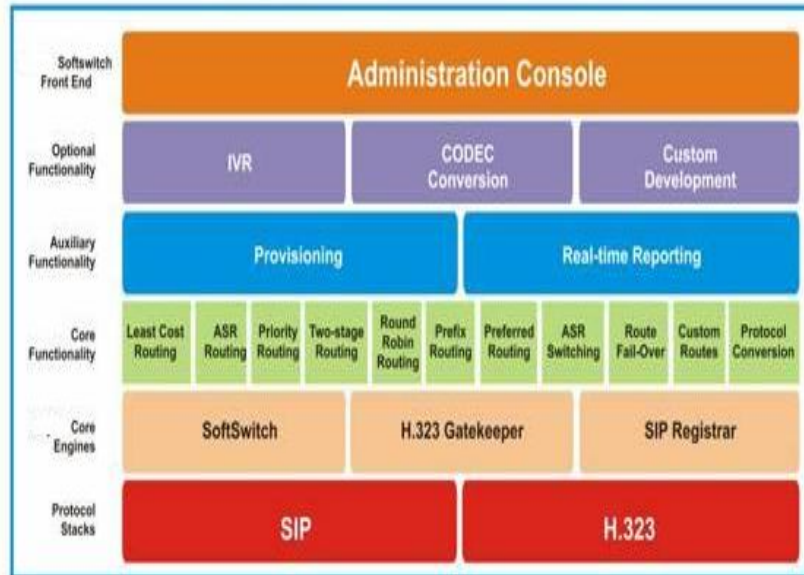 Softswitch
Front End
Administration Console
Optional
Functionality
IVR
CODEC
Conversion
Custom
Development
Auxiliary
Functionality
Provisioning
Real-time Reporting
Core
Functionality
Least Cost
Routing
ASR
Routing
Priority
Routing
Two-stage
Routing
Round
Robin
Routing
Prefix
Routing
Preferred
Routing
ASR
Switching
Route
Fail-Over
Custom
Routes
Protocol
Conversion
Core
Engines
SoftSwitch
H.323 Gatekeeper
SIP Registrar
Protocol
Stacks
SIP
H.323